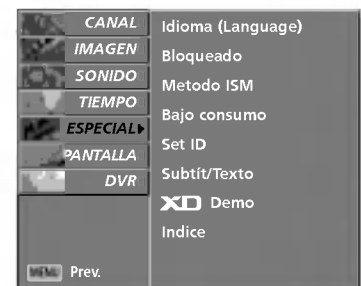 CANAL
IMAGEN
SONIDO
TIEMPO
ESPECIAL
PANTALLA
DVR
MENU Prev.
Idioma (Language)
Bloqueado
Metodo ISM
Bajo consumo
Set ID
Subtít/Texto
XD Demo
Indice